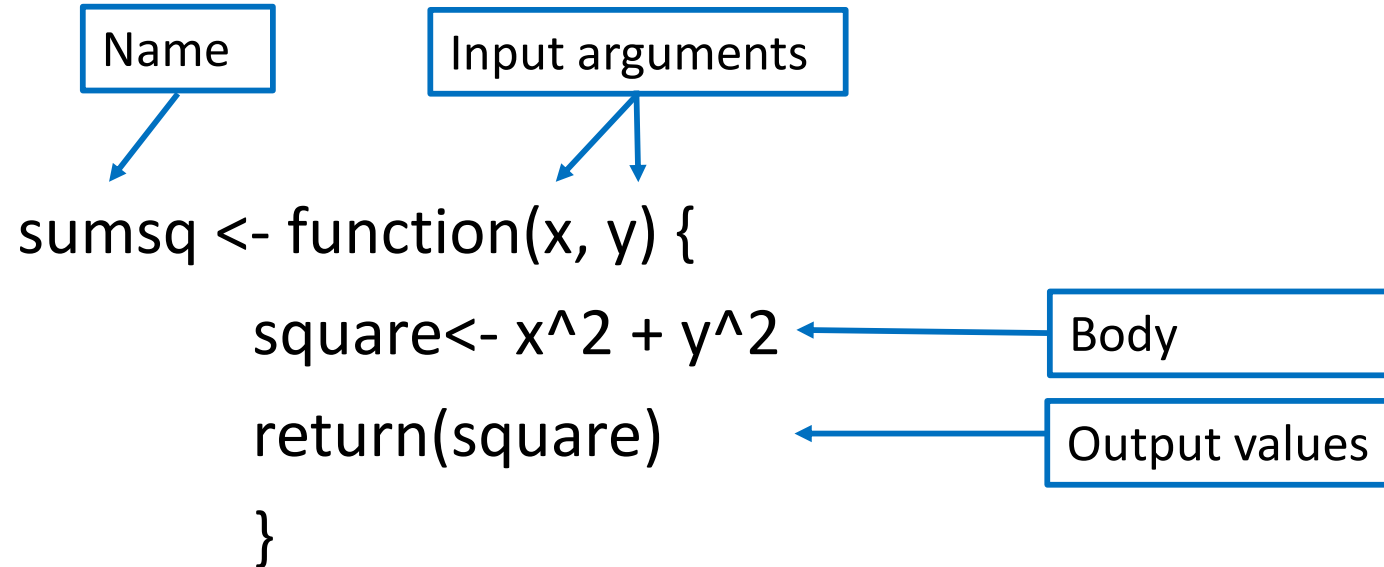 Name
Input arguments
sumsq <- function(x, y) {
square<- x^2 + y^2
Body
return(square)
Output values
}